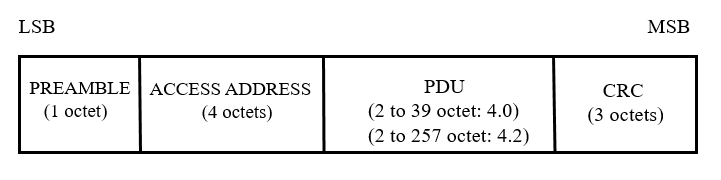 LSB
MSB
PREAMBLE
(1 octet)
ACCESS ADDRESS
(4 octets)
PDU
(2 to 39 octet: 4.0)
(2 to 257 octet: 4.2)
CRC
(3 octets)